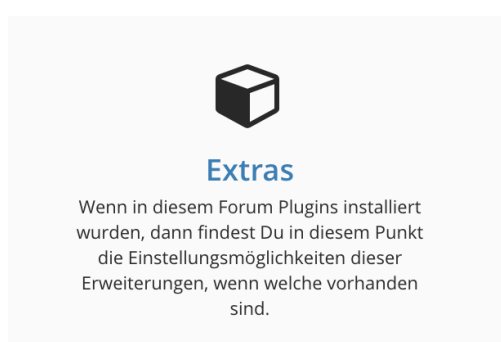 Extras
Wenn in diesem Forum Plugins installiert
wurden, dann findest Du in diesem Punkt
die Einstellungsmöglichkeiten dieser
Erweiterungen, wenn welche vorhanden
sind.